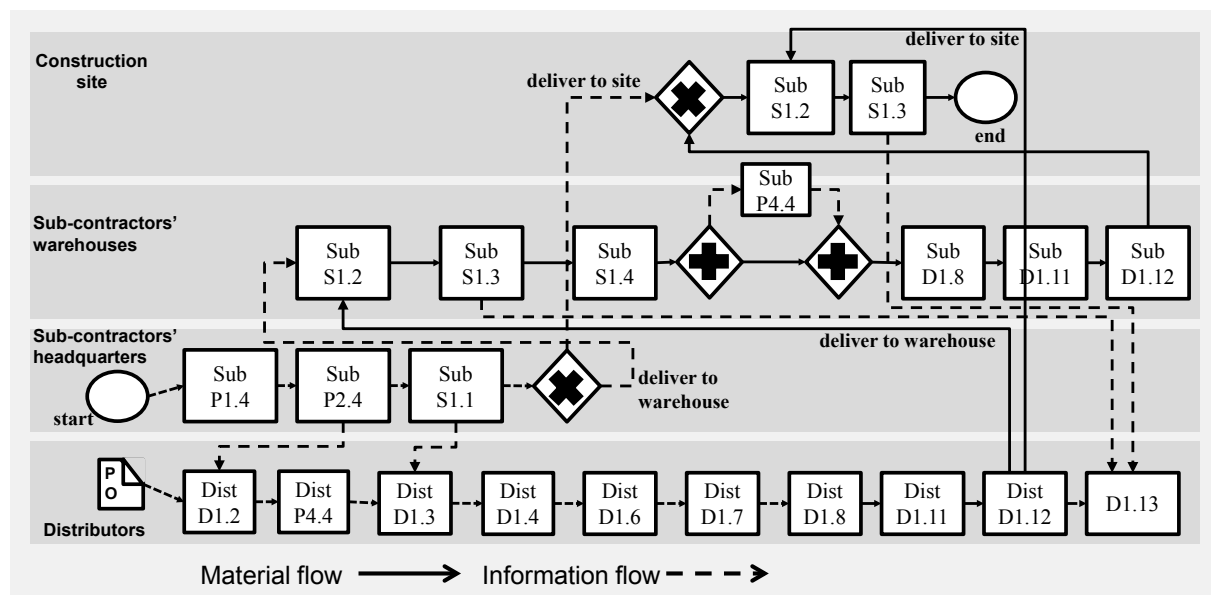 deliver to site
Construction
site
deliver to site
Sub
S1.2
Sub
S1.3
end
Sub
P4.4
Sub-contractors'
warehouses
Sub
S1.2
Sub
S1.3
Sub
S1.4
Sub
D1.8
Sub
D1.11
Sub
D1.12
Sub-contractors'
headquarters
deliver to warehouse
start
Sub
P1.4
Sub
P2.4
Sub
S1.1
deliver to
warehouse
P
O
Distributors
Dist
D1.2
Dist
P4.4
Dist
D1.3
Dist
D1.4
Dist
D1.6
Dist
D1.7
Dist
D1.8
Dist
D1.11
Dist
D1.12
D1.13
Material flow
Information flow